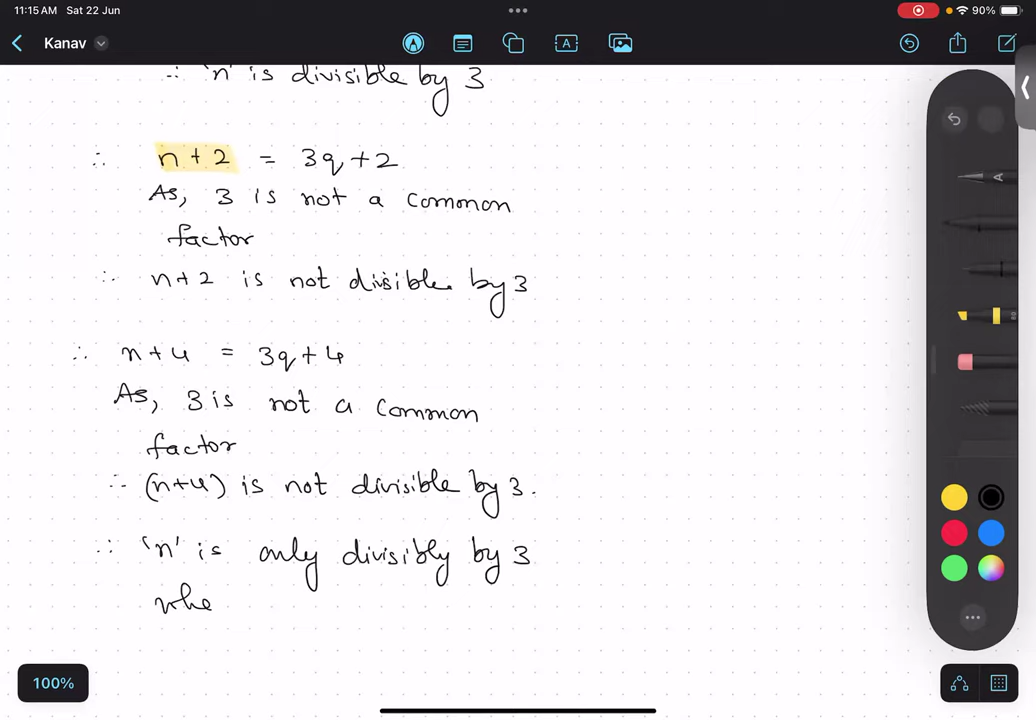 11:15 AM Sat 22 Jun
90%
Kanav
∴ 'n' is divisible by 3
∴ n + 2 = 3q + 2
As, 3 is not a common
factor
∴ n+2 is not divisible by 3
∴ n + 4 = 3q + 4
As, 3 is not a common
factor
∴ (n+4) is not divisible by 3.
∴ 'n' is only divisibly by 3
whe
100%